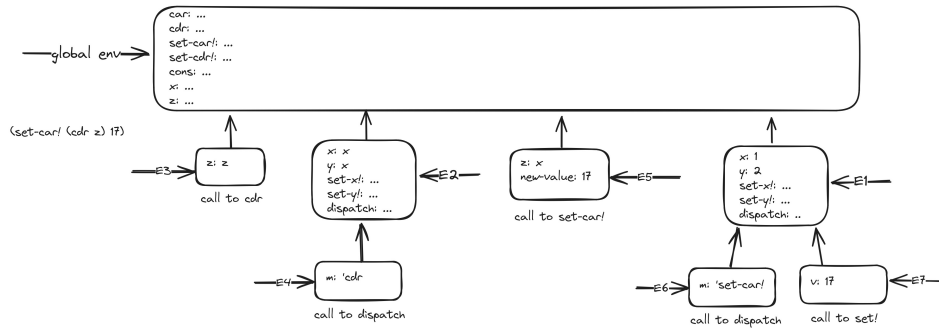 car: ...
cdr: ...
set-car!: ...
set-cdr!: ...
cons: ...
x: ...
z: ...
global env
(set-car! (cdr z) 17)
E3
z: z
call to cdr
x: x
y: x
set-x!: ...
set-y!: ...
dispatch: ...
E2
z: x
new-value: 17
E5
call to set-car!
x: 1
y: 2
set-x!: ...
set-y!: ...
dispatch: ..
E1
E4
m: 'cdr
call to dispatch
E6
m: 'set-car!
call to dispatch
v: 17
E7
call to set!